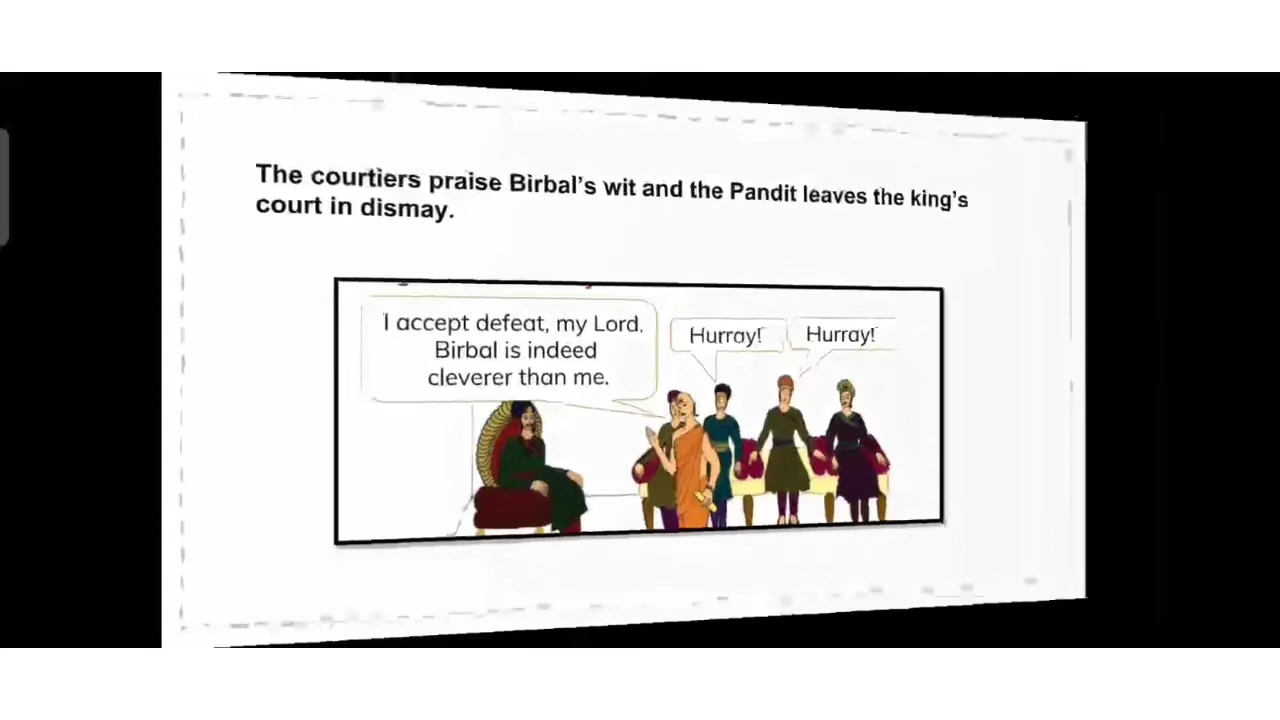 The courtiers praise Birbal's wit and the Pandit leaves the king's
court in dismay.
I accept defeat, my Lord.
Birbal is indeed
cleverer than me.
Hurray!
Hurray!